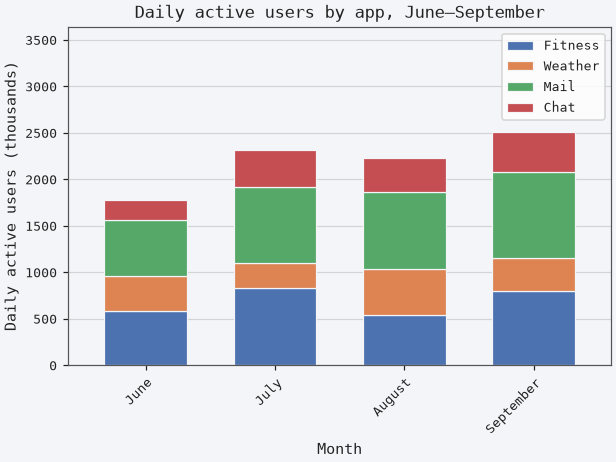 Daily active users by app, June–September
Daily active users (thousands)
3500
3000
2500
2000
1500
1000
500
0
Fitness
Weather
Mail
Chat
June
July
August
September
Month